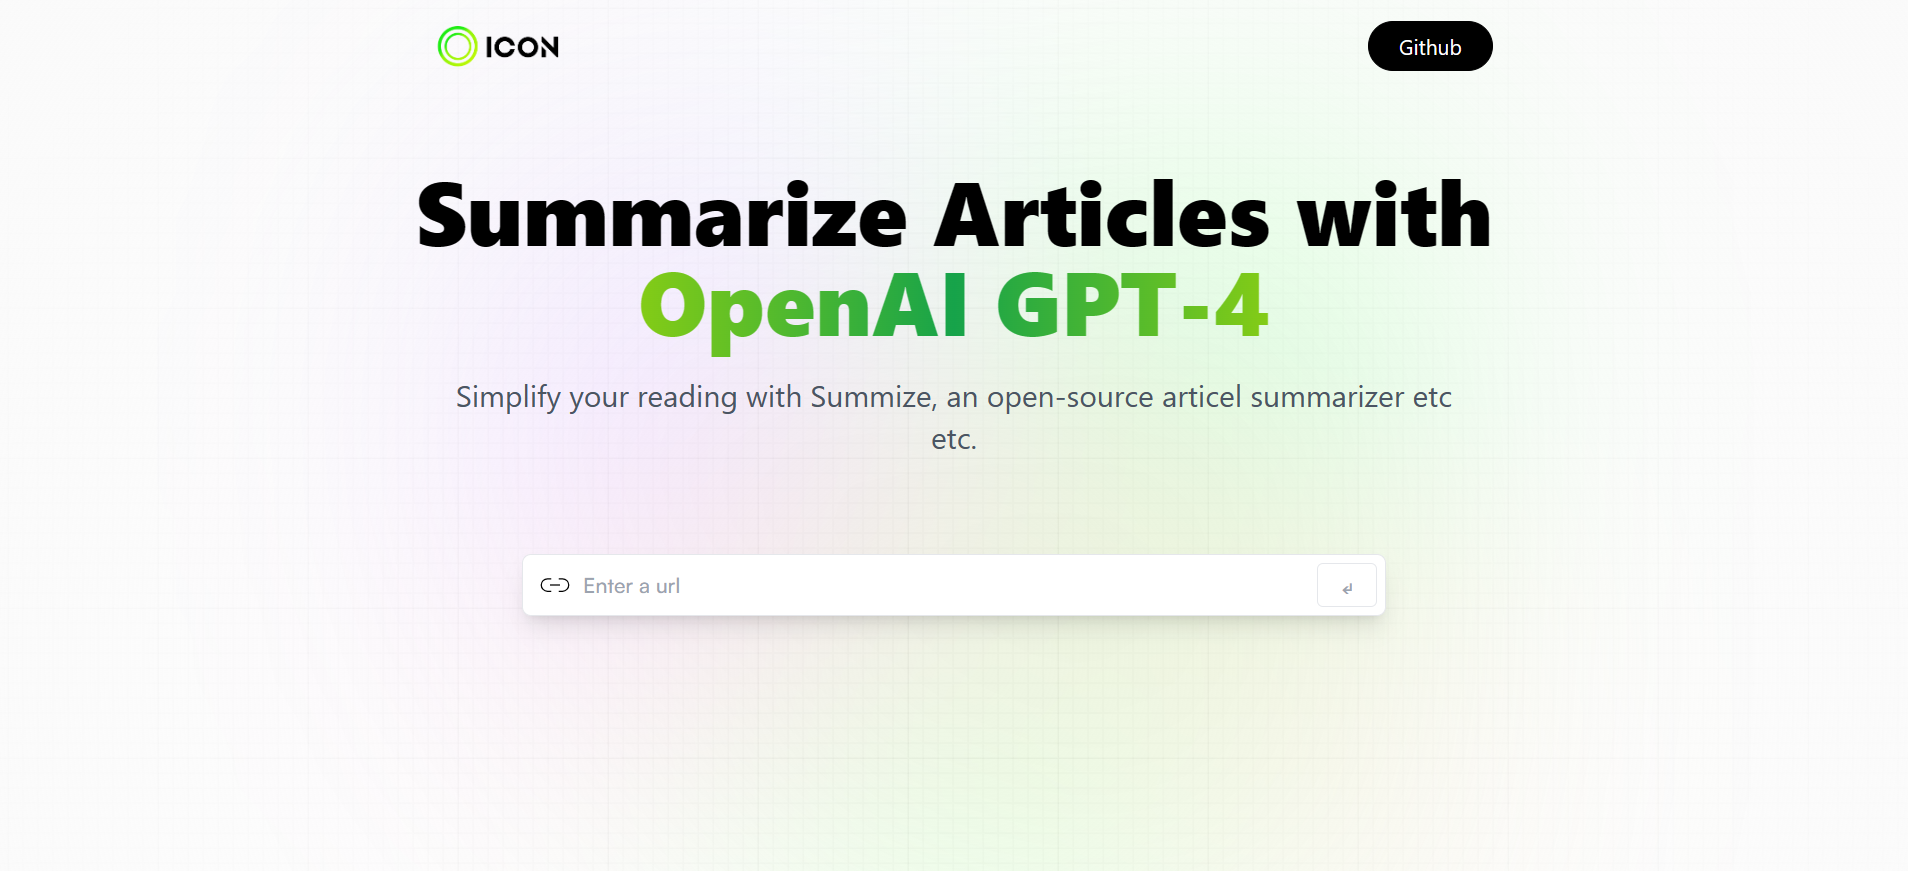 ICON
Github
Summarize Articles with
OpenAI GPT-4
Simplify your reading with Summize, an open-source articel summarizer etc
etc.
Enter a url
↲